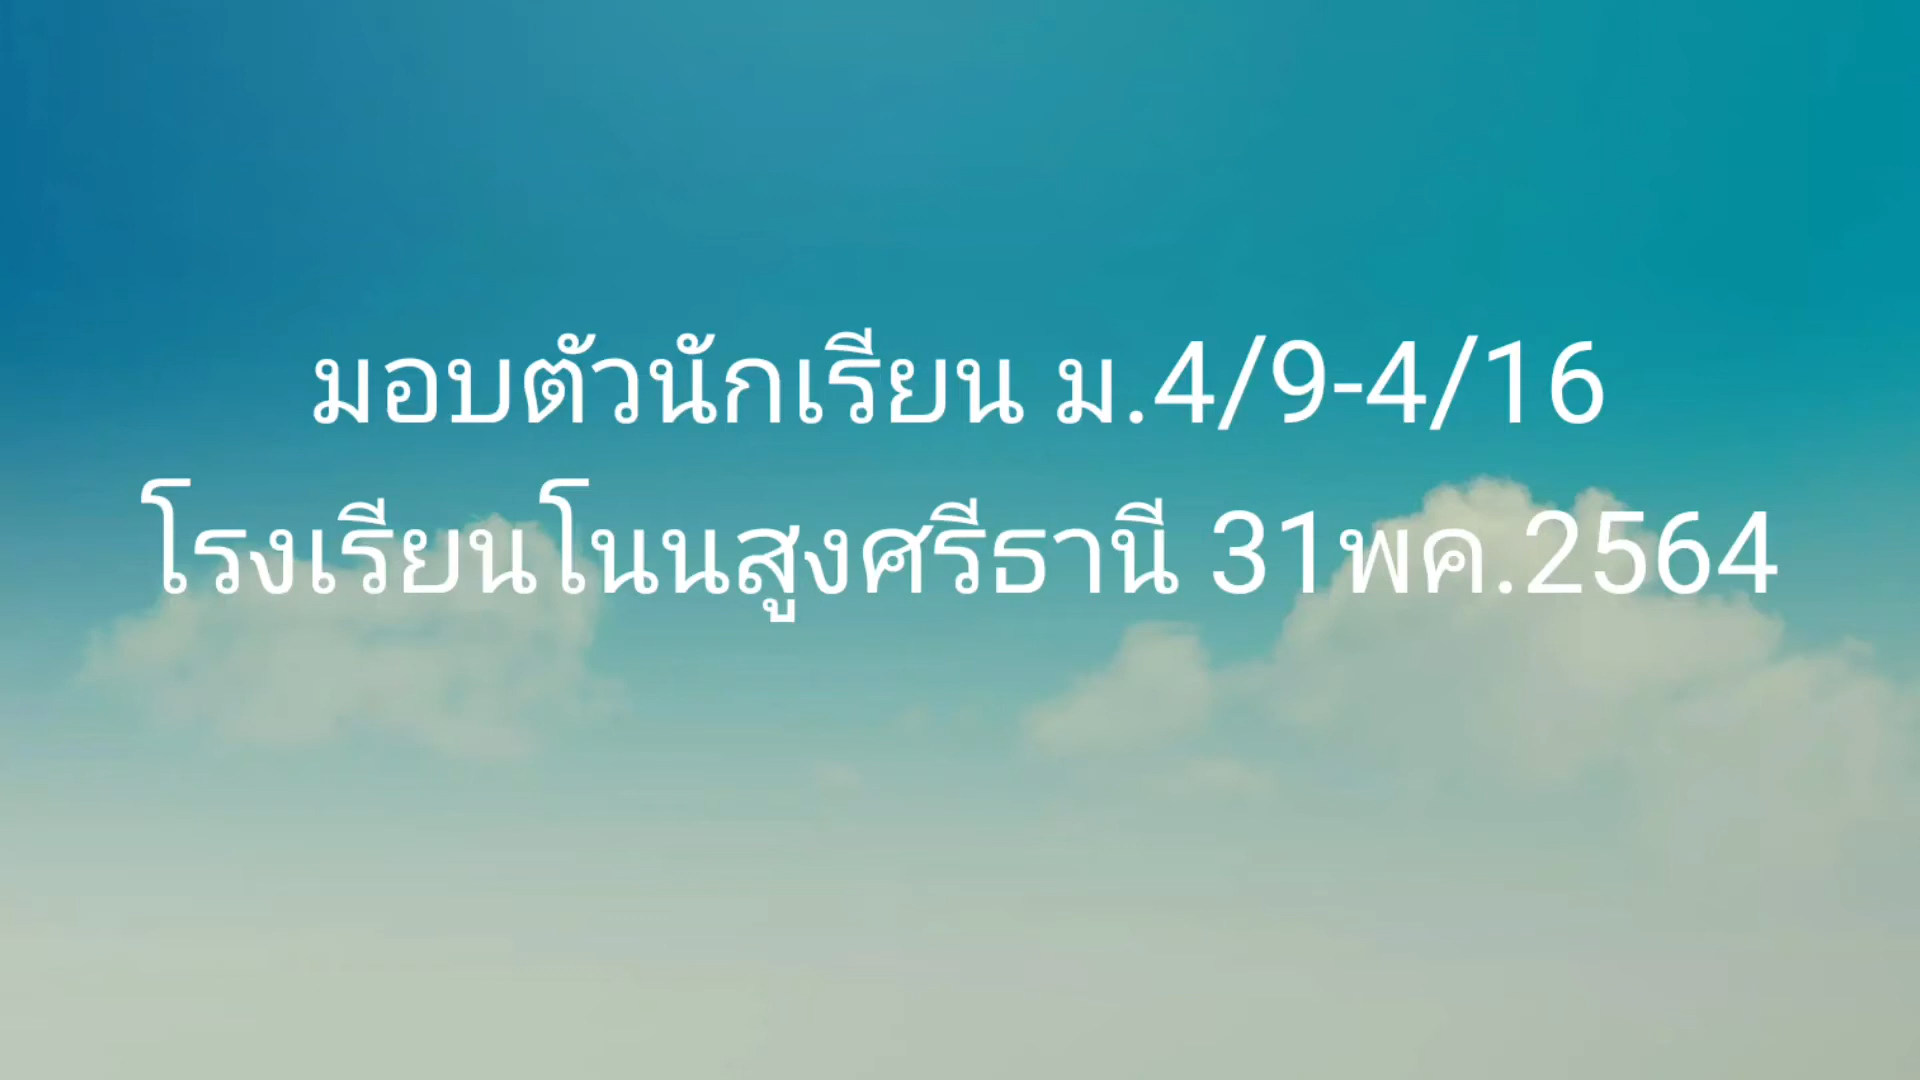 มอบตัวนักเรียน ม.4/9-4/16
โรงเรียนโนนสูงศรีธานี 31พค.2564